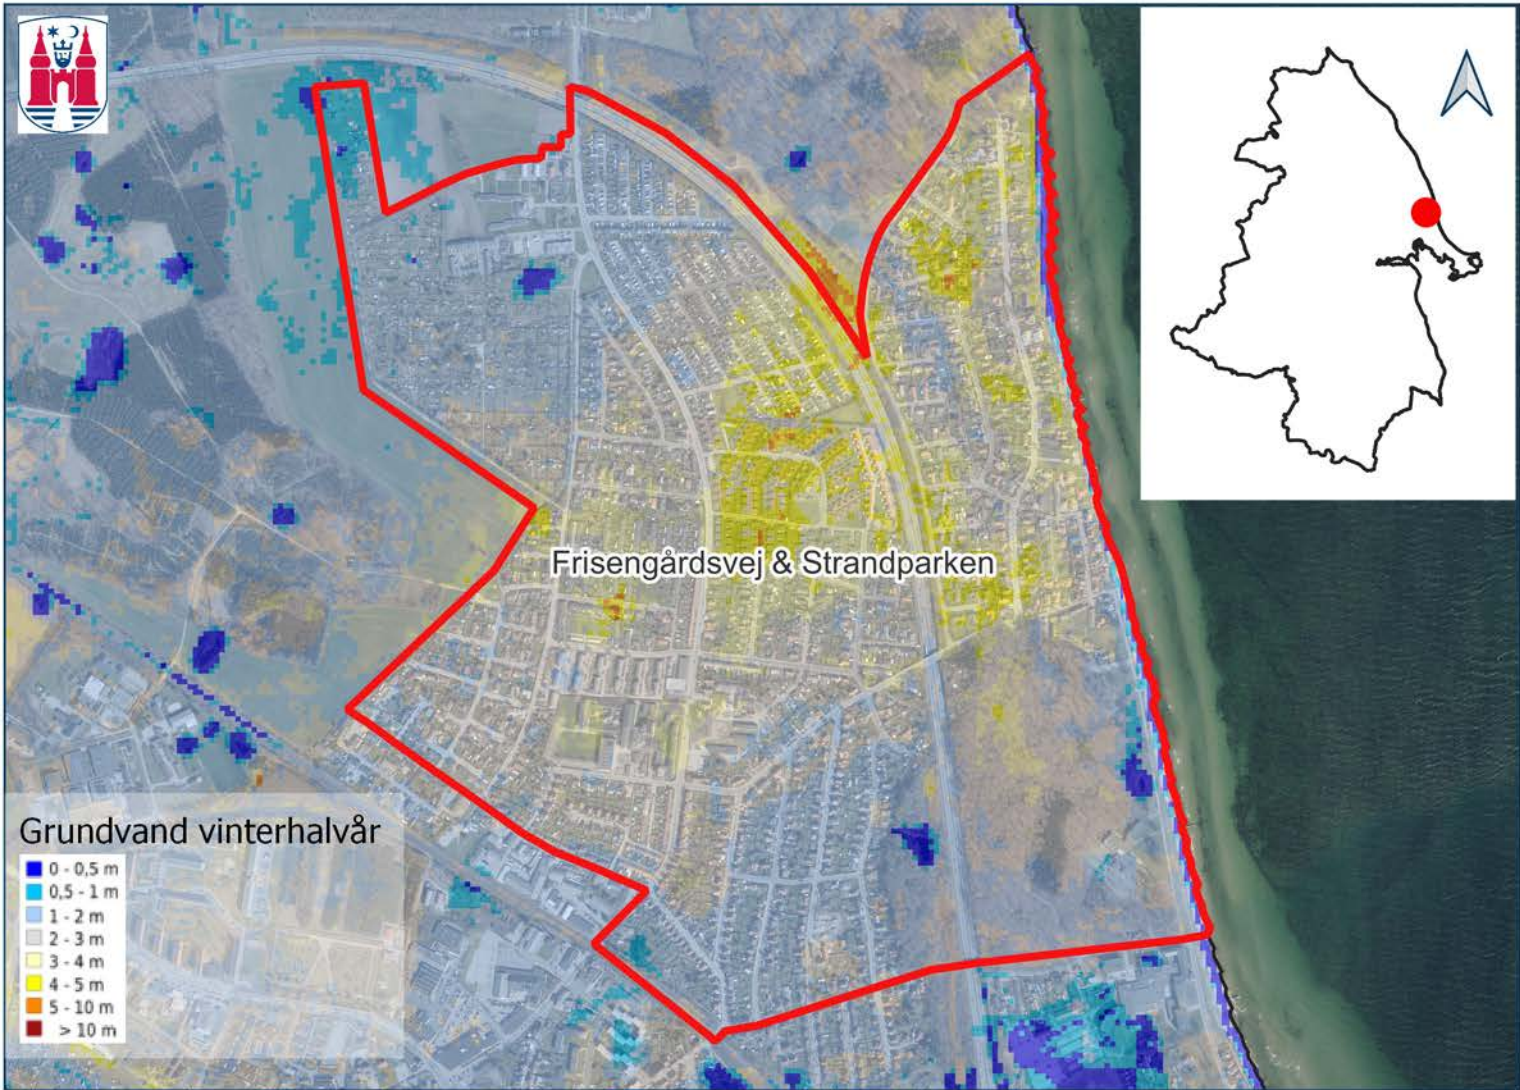 Frisengårdsvej & Strandparken
Grundvand vinterhalvår
0 - 0,5 m
0,5 - 1 m
1 - 2 m
2 - 3 m
3 - 4 m
4 - 5 m
5 - 10 m
> 10 m